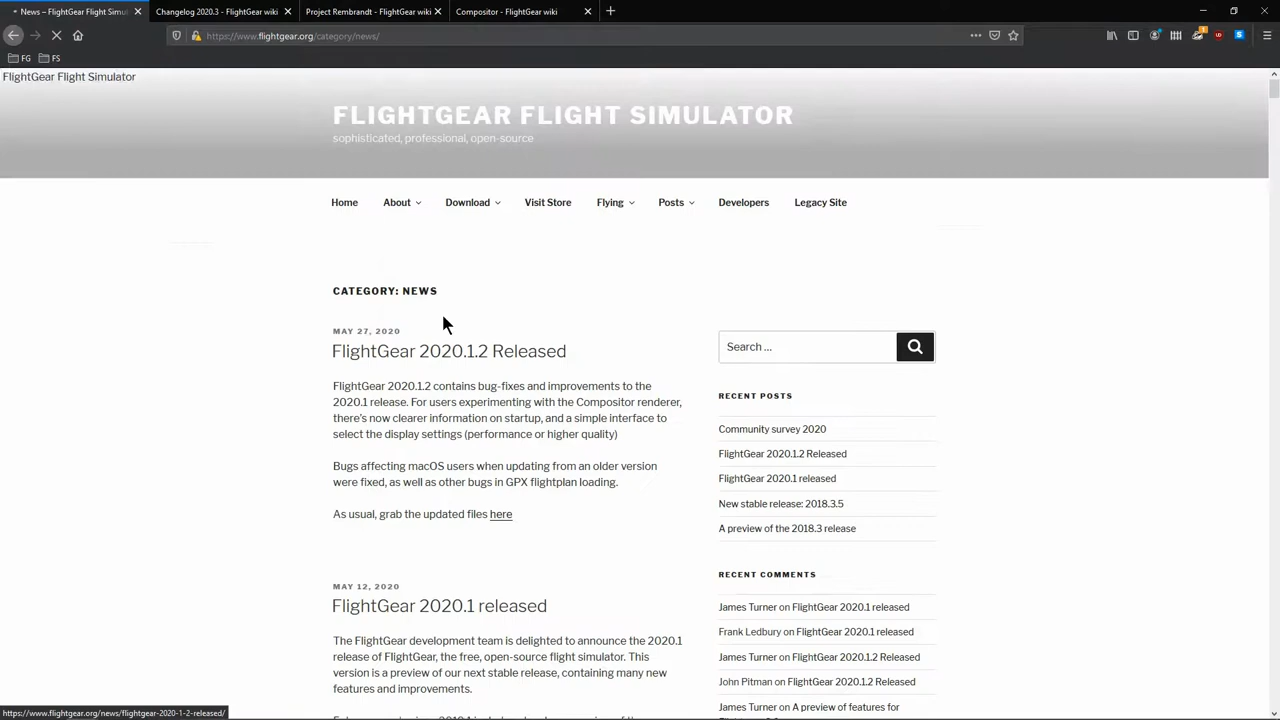 News – FlightGear Flight Simul
Changelog 2020.3 - FlightGear wiki
Project Rembrandt - FlightGear wiki
Compositor - FlightGear wiki
https://www.flightgear.org/category/news/
FG
FS
FlightGear Flight Simulator
FLIGHTGEAR FLIGHT SIMULATOR
sophisticated, professional, open-source
Home About Download Visit Store Flying Posts Developers Legacy Site
CATEGORY: NEWS
MAY 27, 2020
FlightGear 2020.1.2 Released
FlightGear 2020.1.2 contains bug-fixes and improvements to the
2020.1 release. For users experimenting with the Compositor renderer,
there's now clearer information on startup, and a simple interface to
select the display settings (performance or higher quality)
Bugs affecting macOS users when updating from an older version
were fixed, as well as other bugs in GPX flightplan loading.
As usual, grab the updated files here
MAY 12, 2020
FlightGear 2020.1 released
The FlightGear development team is delighted to announce the 2020.1
release of FlightGear, the free, open-source flight simulator. This
version is a preview of our next stable release, containing many new
features and improvements.
Search …
RECENT POSTS
Community survey 2020
FlightGear 2020.1.2 Released
FlightGear 2020.1 released
New stable release: 2018.3.5
A preview of the 2018.3 release
RECENT COMMENTS
James Turner on FlightGear 2020.1 released
Frank Ledbury on FlightGear 2020.1 released
James Turner on FlightGear 2020.1.2 Released
John Pitman on FlightGear 2020.1.2 Released
James Turner on A preview of features for
https://www.flightgear.org/news/flightgear-2020-1-2-released/